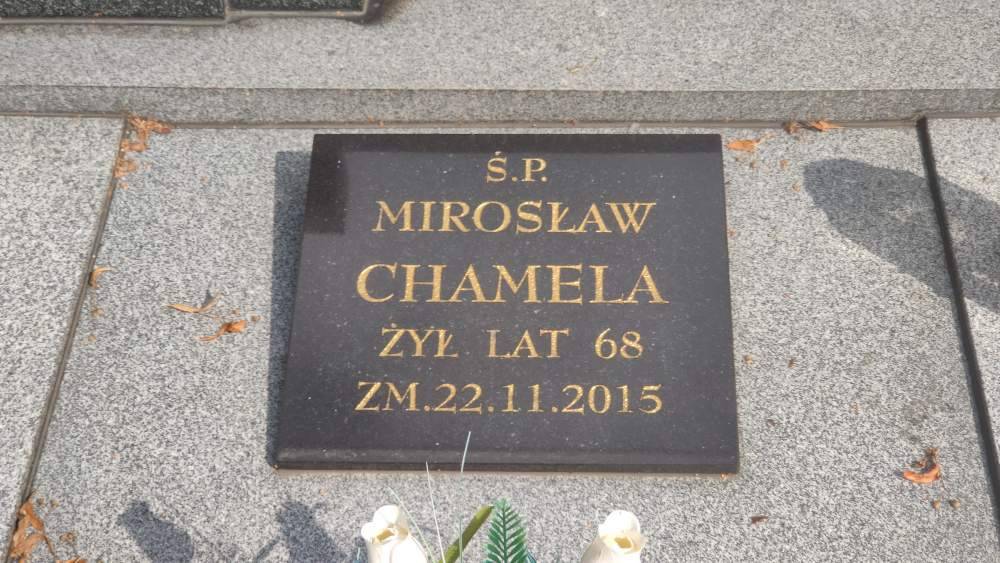 Ś.P.
MIROSŁAW
CHAMELA
ŻYŁ LAT 68
ZM.22.11.2015